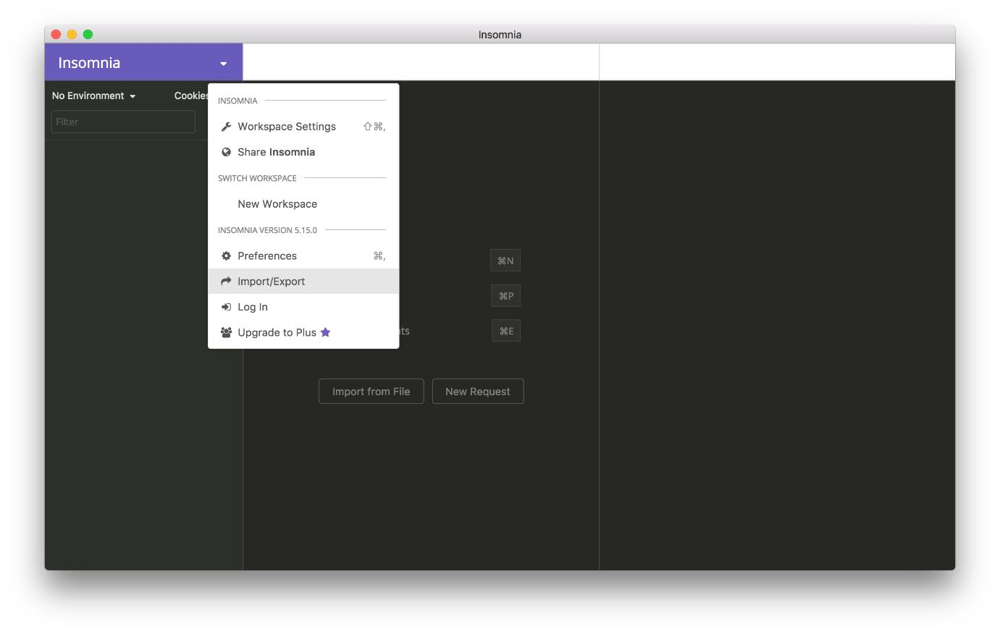 Insomnia
Insomnia
No Environment
Cookies
Filter
INSOMNIA
Workspace Settings ⇧⌘,
Share Insomnia
SWITCH WORKSPACE
New Workspace
INSOMNIA VERSION 5.15.0
Preferences ⌘,
Import/Export
Log In
Upgrade to Plus
⌘N
⌘P
⌘E
Import from File
New Request